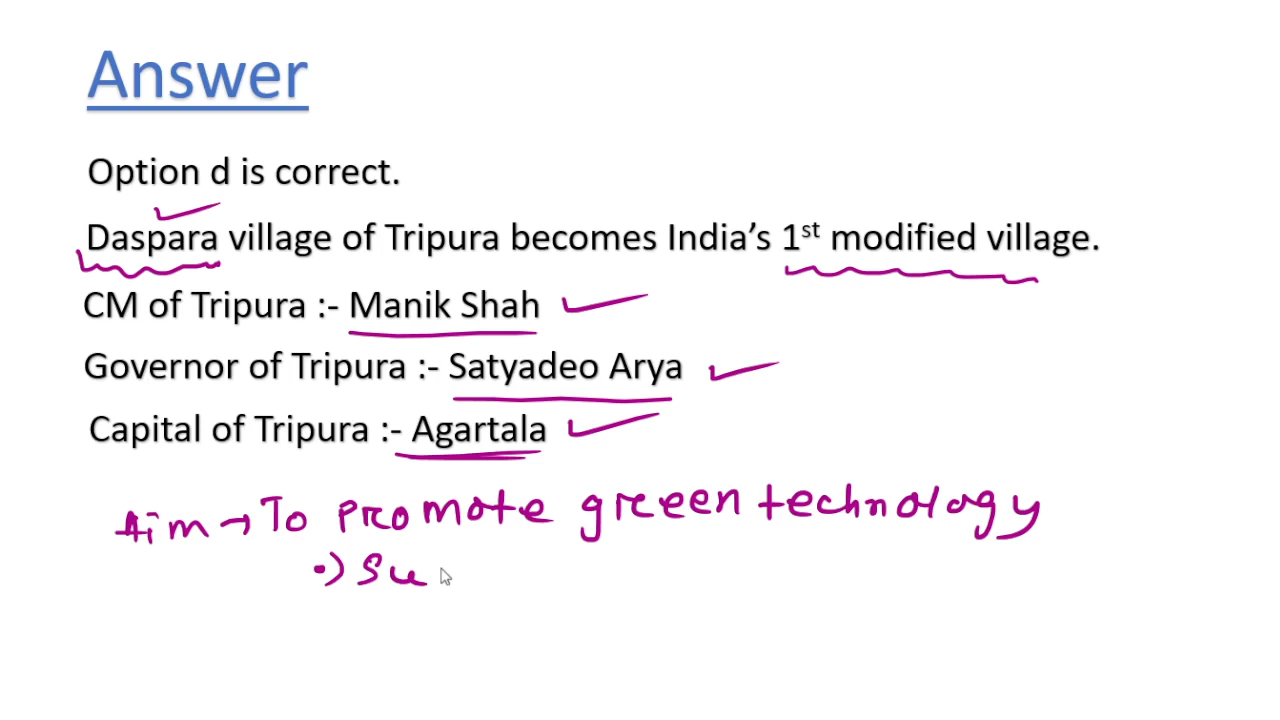 Answer
Option d is correct.
Daspara village of Tripura becomes India’s 1st modified village.
CM of Tripura :- Manik Shah
Governor of Tripura :- Satyadeo Arya
Capital of Tripura :- Agartala
Aim → To promote green technology
•) Su